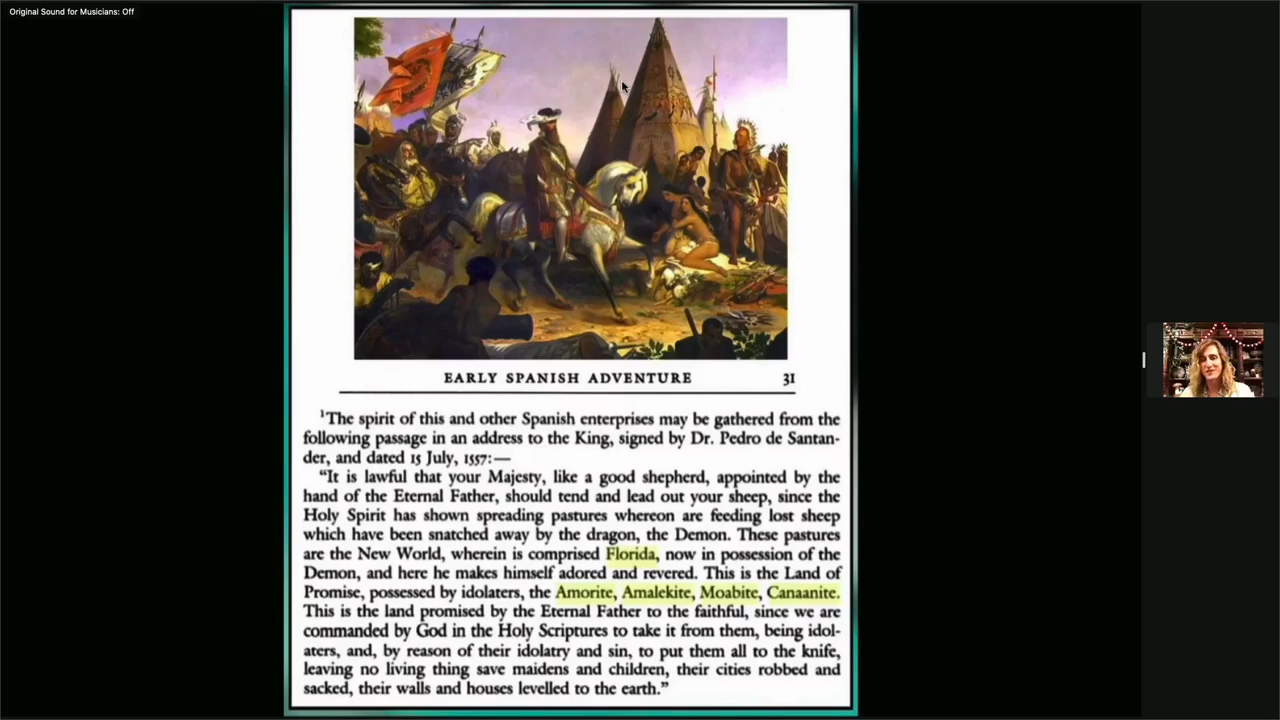 Original Sound for Musicians: Off
EARLY SPANISH ADVENTURE 31
¹The spirit of this and other Spanish enterprises may be gathered from the
following passage in an address to the King, signed by Dr. Pedro de Santan-
der, and dated 15 July, 1557:—
“It is lawful that your Majesty, like a good shepherd, appointed by the
hand of the Eternal Father, should tend and lead out your sheep, since the
Holy Spirit has shown spreading pastures whereon are feeding lost sheep
which have been snatched away by the dragon, the Demon. These pastures
are the New World, wherein is comprised Florida, now in possession of the
Demon, and here he makes himself adored and revered. This is the Land of
Promise, possessed by idolaters, the Amorite, Amalekite, Moabite, Canaanite.
This is the land promised by the Eternal Father to the faithful, since we are
commanded by God in the Holy Scriptures to take it from them, being idol-
aters, and, by reason of their idolatry and sin, to put them all to the knife,
leaving no living thing save maidens and children, their cities robbed and
sacked, their walls and houses levelled to the earth.”